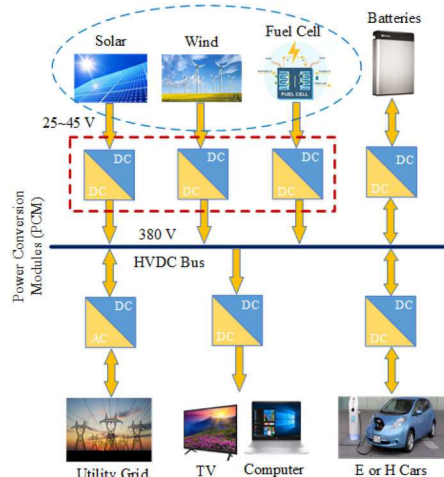 Solar
Wind
Fuel Cell
Batteries
FUEL CELL
25~45 V
DC
DC
DC
DC
DC
DC
DC
DC
Power Conversion
Modules (PCM)
380 V
HVDC Bus
DC
AC
DC
DC
DC
DC
Utility Grid
TV
Computer
E or H Cars